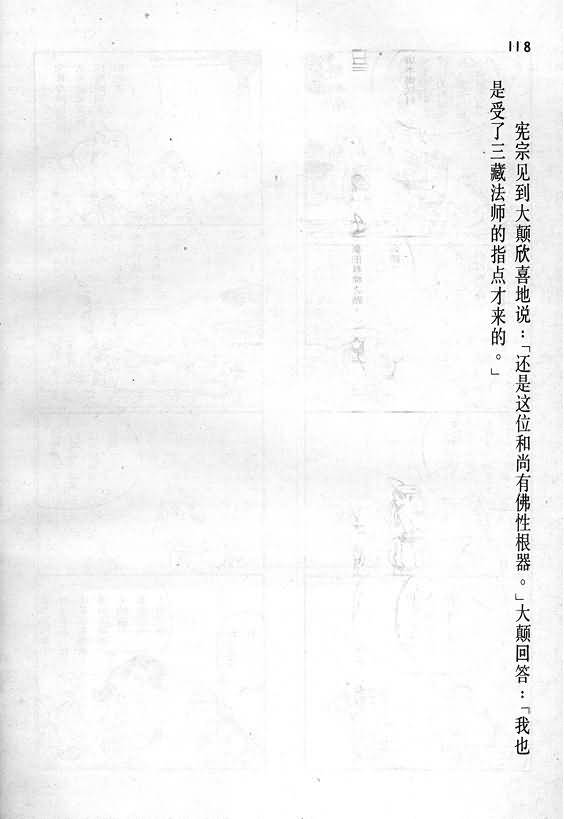 118
宪宗见到大颠欣喜地说：「还是这位和尚有佛性根器。」大颠回答：「我也
是受了三藏法师的指点才来的。」